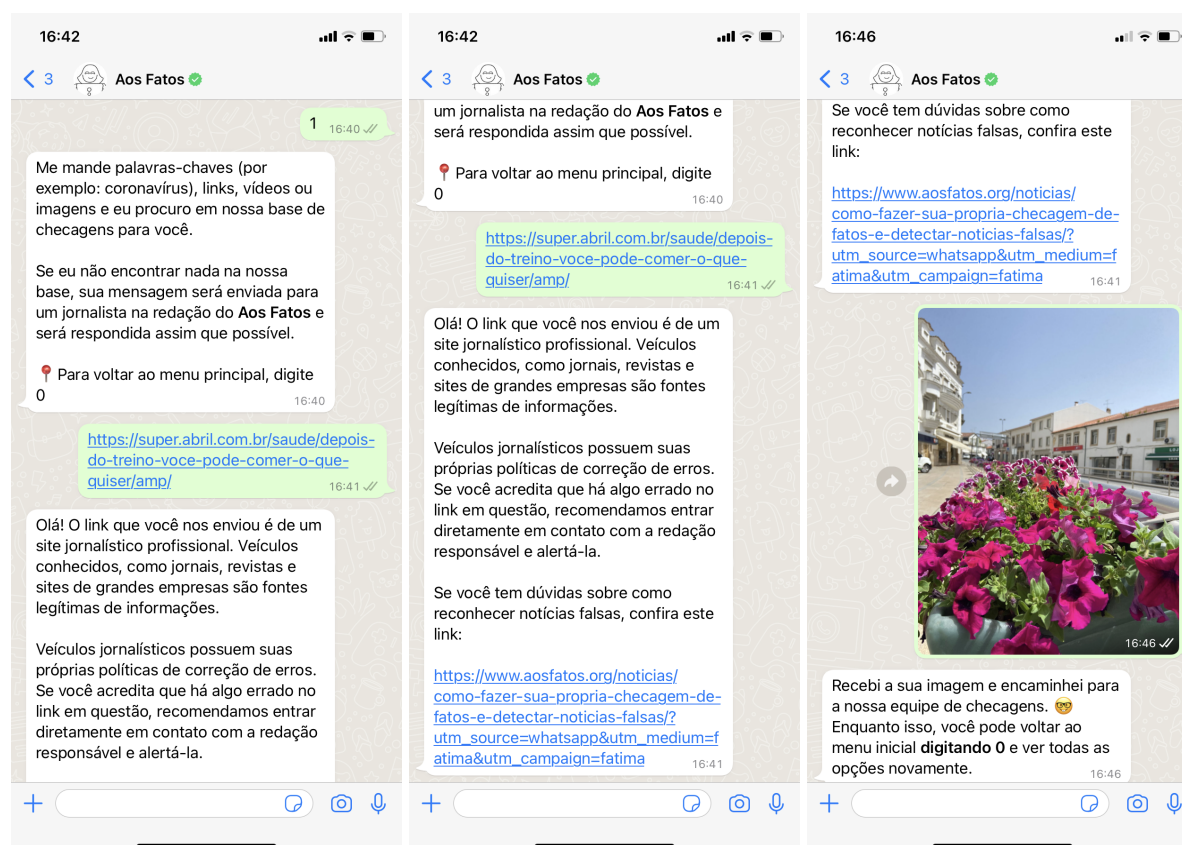 16:42
3
Aos Fatos
1
16:40
Me mande palavras-chaves (por
exemplo: coronavírus), links, vídeos ou
imagens e eu procuro em nossa base de
checagens para você.
Se eu não encontrar nada na nossa
base, sua mensagem será enviada para
um jornalista na redação do Aos Fatos e
será respondida assim que possível.
📍 Para voltar ao menu principal, digite
0
16:40
https://super.abril.com.br/saude/depois-
do-treino-voce-pode-comer-o-que-
quiser/amp/
16:41
Olá! O link que você nos enviou é de um
site jornalístico profissional. Veículos
conhecidos, como jornais, revistas e
sites de grandes empresas são fontes
legítimas de informações.
Veículos jornalísticos possuem suas
próprias políticas de correção de erros.
Se você acredita que há algo errado no
link em questão, recomendamos entrar
diretamente em contato com a redação
responsável e alertá-la.
16:42
3
Aos Fatos
um jornalista na redação do Aos Fatos e
será respondida assim que possível.
📍 Para voltar ao menu principal, digite
0
16:40
https://super.abril.com.br/saude/depois-
do-treino-voce-pode-comer-o-que-
quiser/amp/
16:41
Olá! O link que você nos enviou é de um
site jornalístico profissional. Veículos
conhecidos, como jornais, revistas e
sites de grandes empresas são fontes
legítimas de informações.
Veículos jornalísticos possuem suas
próprias políticas de correção de erros.
Se você acredita que há algo errado no
link em questão, recomendamos entrar
diretamente em contato com a redação
responsável e alertá-la.
Se você tem dúvidas sobre como
reconhecer notícias falsas, confira este
link:
https://www.aosfatos.org/noticias/
como-fazer-sua-propria-checagem-de-
fatos-e-detectar-noticias-falsas/?
utm_source=whatsapp&utm_medium=f
atima&utm_campaign=fatima
16:41
16:46
3
Aos Fatos
Se você tem dúvidas sobre como
reconhecer notícias falsas, confira este
link:
https://www.aosfatos.org/noticias/
como-fazer-sua-propria-checagem-de-
fatos-e-detectar-noticias-falsas/?
utm_source=whatsapp&utm_medium=f
atima&utm_campaign=fatima
16:41
16:46
Recebi a sua imagem e encaminhei para
a nossa equipe de checagens. 🤓
Enquanto isso, você pode voltar ao
menu inicial digitando 0 e ver todas as
opções novamente.
16:46